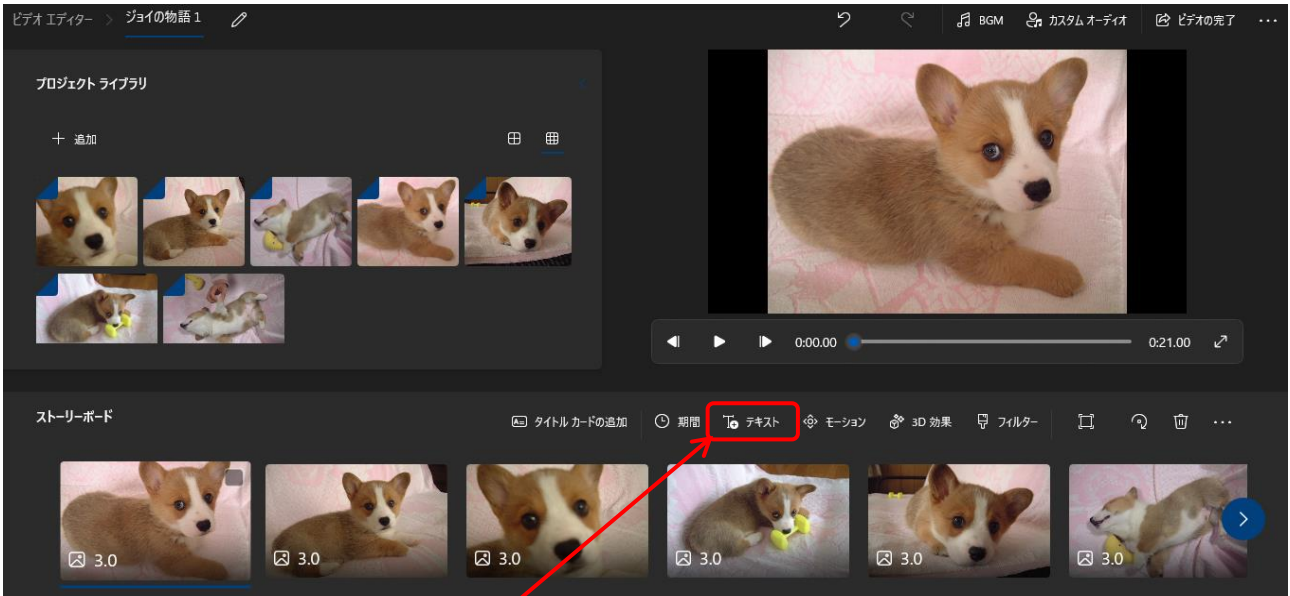 ビデオ エディター > ジョイの物語 1
BGM カスタム オーディオ ビデオの完了 ...
プロジェクト ライブラリ
+ 追加
0:00.00 0:21.00
ストーリーボード
タイトル カードの追加 期間 テキスト モーション 3D 効果 フィルター ...
3.0 3.0 3.0 3.0 3.0 3.0